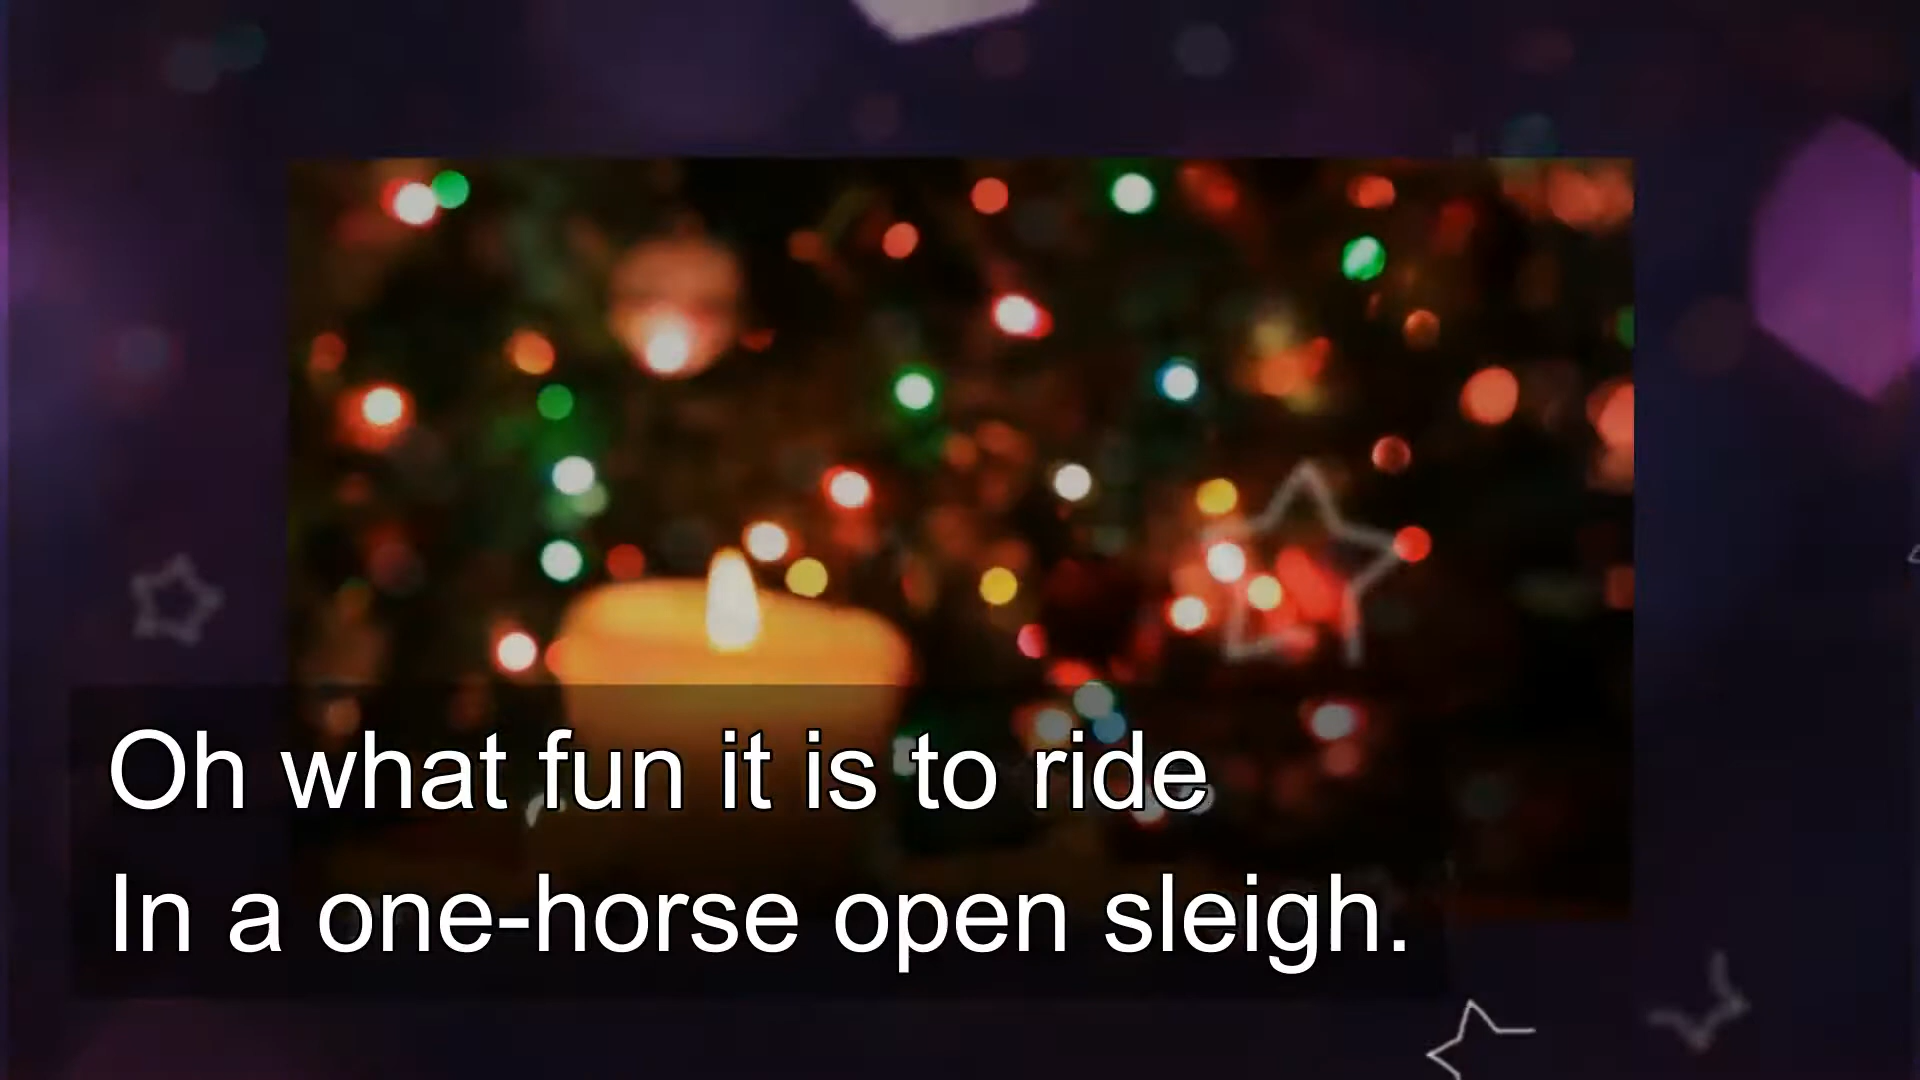 Oh what fun it is to ride
In a one-horse open sleigh.